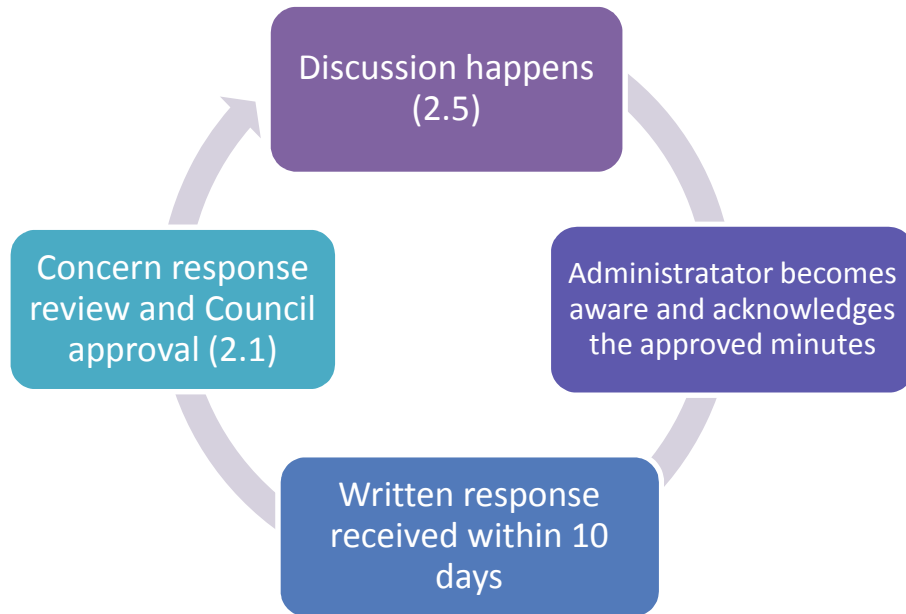 Discussion happens
(2.5)
Administratator becomes
aware and acknowledges
the approved minutes
Written response
received within 10
days
Concern response
review and Council
approval (2.1)